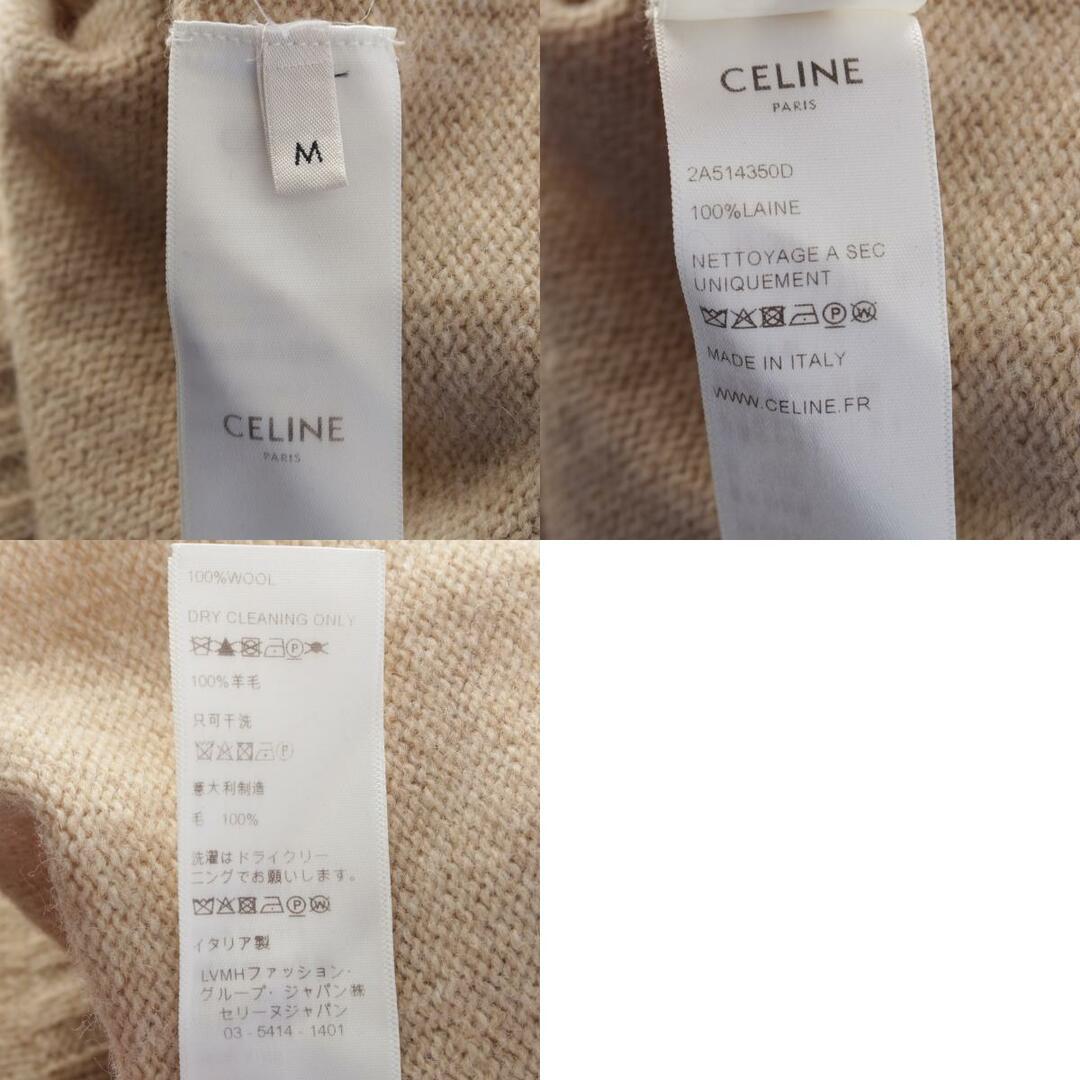 M
CELINE
PARIS
CELINE
PARIS
2A514350D
100%LAINE
NETTOYAGE A SEC
UNIQUEMENT
P W
MADE IN ITALY
WWW.CELINE.FR
100%WOOL
DRY CLEANING ONLY
P
100%羊毛
只可干洗
P
意大利制造
毛 100%
洗濯はドライクリー
ニングでお願いします。
P W
イタリア製
LVMHファッション・
グループ・ジャパン㈱
セリーヌジャパン
03 - 5414 - 1401